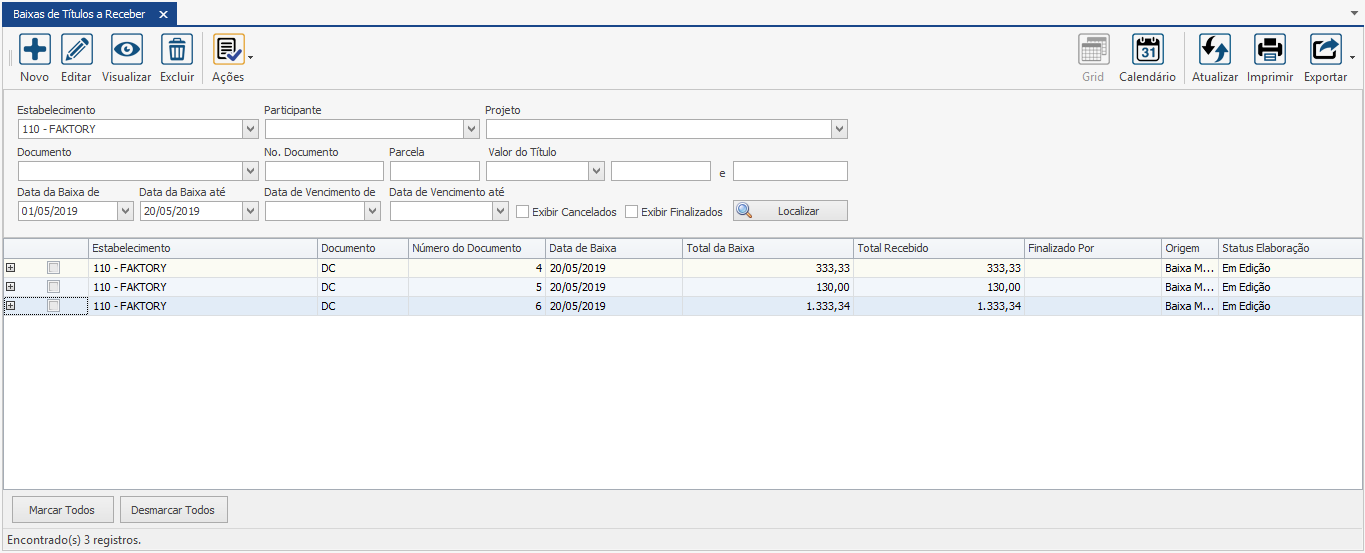 Baixas de Títulos a Receber
Novo Editar Visualizar Excluir Ações Grid 31 Calendário Atualizar Imprimir Exportar
Estabelecimento Participante Projeto
110 - FAKTORY
Documento No. Documento Parcela Valor do Título
e
Data da Baixa de Data da Baixa até Data de Vencimento de Data de Vencimento até
01/05/2019 20/05/2019 Exibir Cancelados Exibir Finalizados Localizar
Estabelecimento Documento Número do Documento Data de Baixa Total da Baixa Total Recebido Finalizado Por Origem Status Elaboração
110 - FAKTORY DC 4 20/05/2019 333,33 333,33 Baixa M... Em Edição
110 - FAKTORY DC 5 20/05/2019 130,00 130,00 Baixa M... Em Edição
110 - FAKTORY DC 6 20/05/2019 1.333,34 1.333,34 Baixa M... Em Edição
Marcar Todos Desmarcar Todos
Encontrado(s) 3 registros.